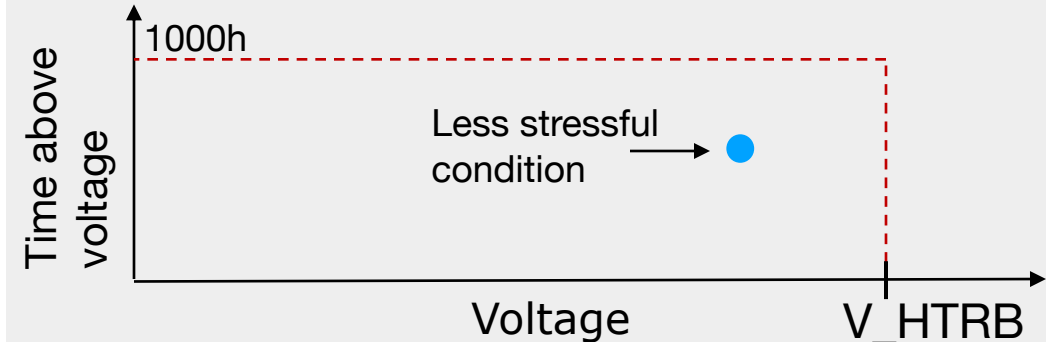 1000h
Time above
voltage
Less stressful
condition
Voltage
V_HTRB